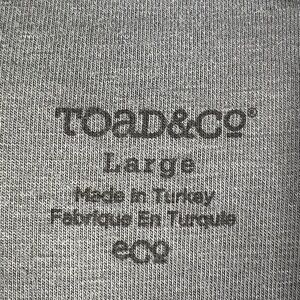 TOAD&CO®
Large
Made In Turkey
Fabrique En Turquie
eco